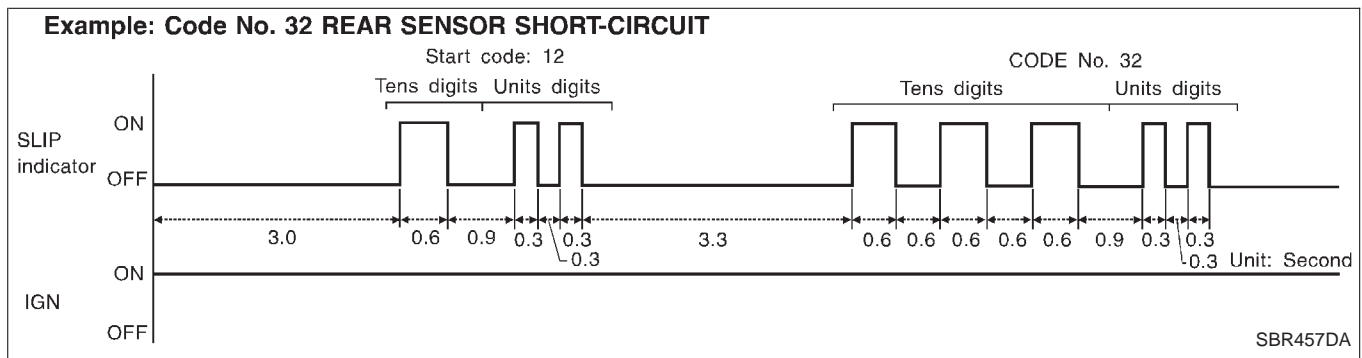 Example: Code No. 32 REAR SENSOR SHORT-CIRCUIT
Start code: 12
CODE No. 32
Tens digits Units digits
Tens digits Units digits
SLIP
indicator
ON
OFF
3.0 0.6 0.9 0.3 0.3 3.3 0.6 0.6 0.6 0.6 0.6 0.9 0.3 0.3
0.3 0.3 Unit: Second
IGN
ON
OFF
SBR457DA